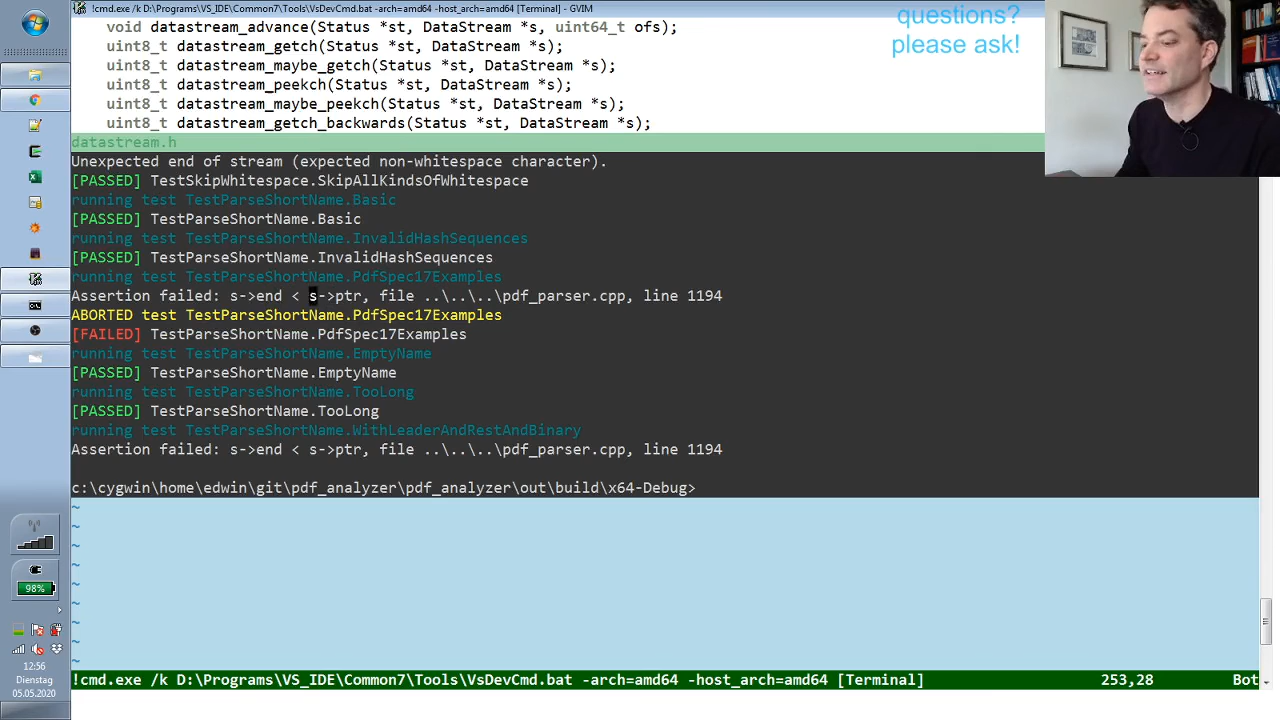 !cmd.exe /k D:\Programs\VS_IDE\Common7\Tools\VsDevCmd.bat -arch=amd64 -host_arch=amd64 [Terminal] - GVIM
questions?
please ask!
void datastream_advance(Status *st, DataStream *s, uint64_t ofs);
uint8_t datastream_getch(Status *st, DataStream *s);
uint8_t datastream_maybe_getch(Status *st, DataStream *s);
uint8_t datastream_peekch(Status *st, DataStream *s);
uint8_t datastream_maybe_peekch(Status *st, DataStream *s);
uint8_t datastream_getch_backwards(Status *st, DataStream *s);
datastream.h
Unexpected end of stream (expected non-whitespace character).
[PASSED] TestSkipWhitespace.SkipAllKindsOfWhitespace
running test TestParseShortName.Basic
[PASSED] TestParseShortName.Basic
running test TestParseShortName.InvalidHashSequences
[PASSED] TestParseShortName.InvalidHashSequences
running test TestParseShortName.PdfSpec17Examples
Assertion failed: s->end < s->ptr, file ..\..\..\pdf_parser.cpp, line 1194
ABORTED test TestParseShortName.PdfSpec17Examples
[FAILED] TestParseShortName.PdfSpec17Examples
running test TestParseShortName.EmptyName
[PASSED] TestParseShortName.EmptyName
running test TestParseShortName.TooLong
[PASSED] TestParseShortName.TooLong
running test TestParseShortName.WithLeaderAndRestAndBinary
Assertion failed: s->end < s->ptr, file ..\..\..\pdf_parser.cpp, line 1194
c:\cygwin\home\edwin\git\pdf_analyzer\pdf_analyzer\out\build\x64-Debug>
~
~
~
~
~
~
~
~
~
!cmd.exe /k D:\Programs\VS_IDE\Common7\Tools\VsDevCmd.bat -arch=amd64 -host_arch=amd64 [Terminal] 253,28 Bot
98%
12:56
Dienstag
05.05.2020